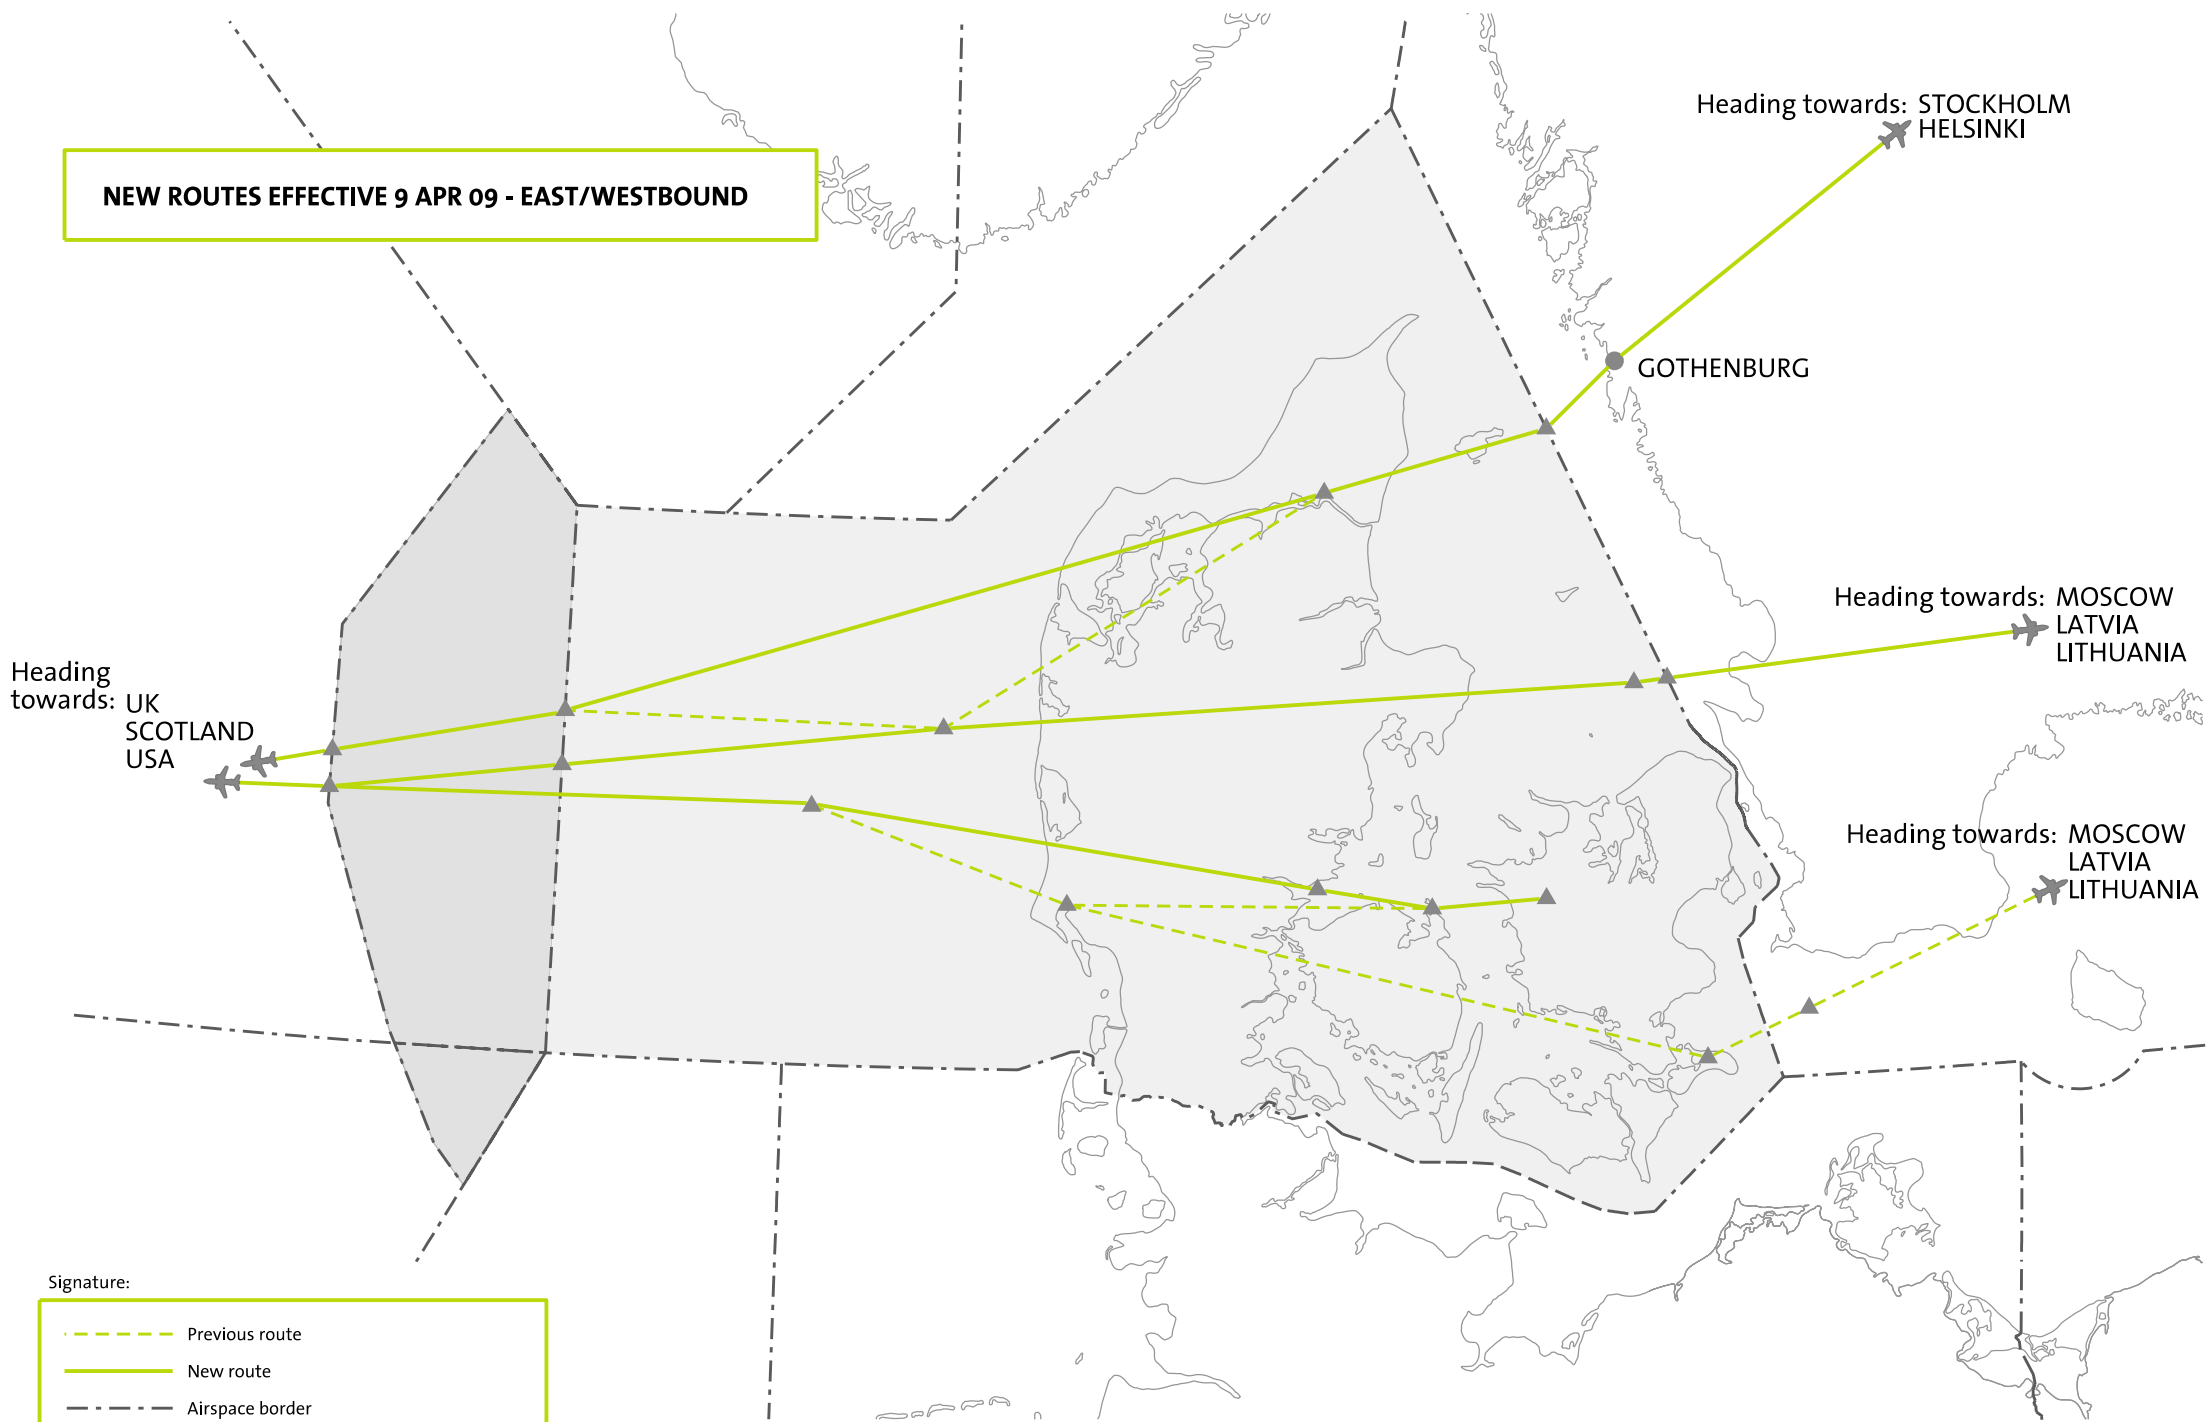 Heading towards: STOCKHOLM
HELSINKI
NEW ROUTES EFFECTIVE 9 APR 09 - EAST/WESTBOUND
GOTHENBURG
Heading towards: MOSCOW
LATVIA
LITHUANIA
Heading
towards: UK
SCOTLAND
USA
Heading towards: MOSCOW
LATVIA
LITHUANIA
Signature:
Previous route
New route
Airspace border